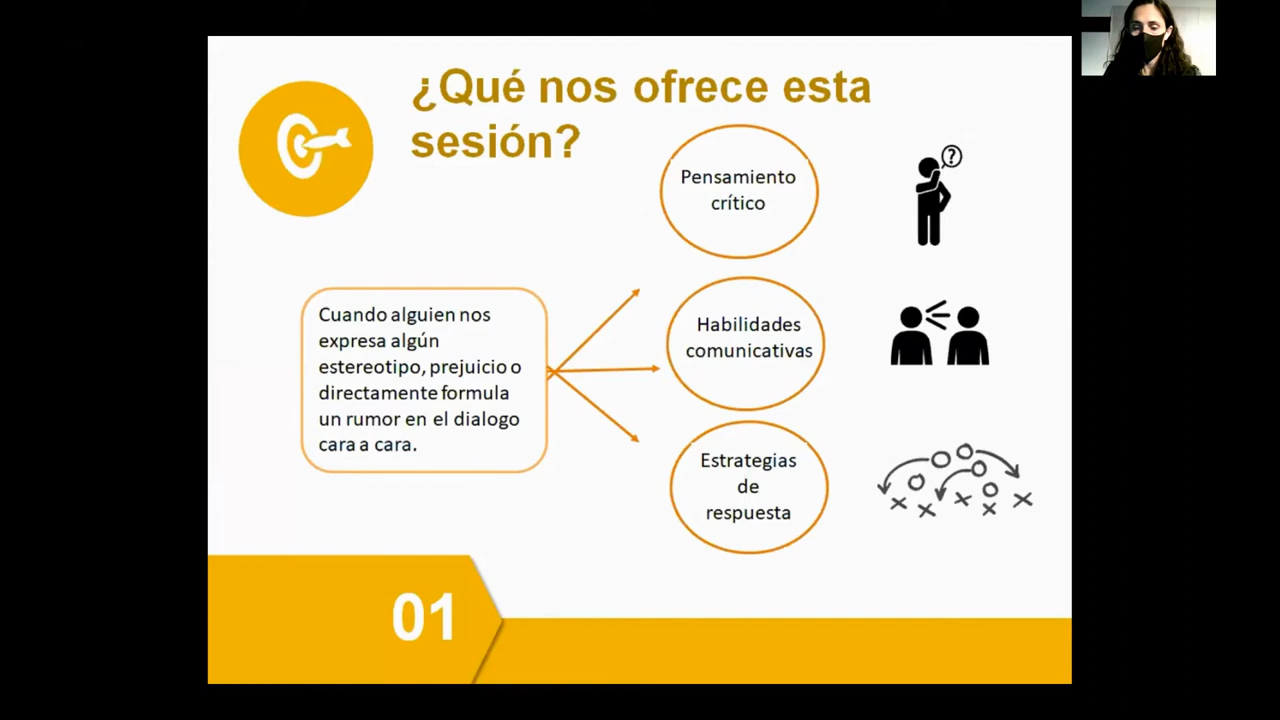 ¿Qué nos ofrece esta
sesión?
Pensamiento
crítico
?
Cuando alguien nos
expresa algún
estereotipo, prejuicio o
directamente formula
un rumor en el dialogo
cara a cara.
Habilidades
comunicativas
Estrategias
de
respuesta
01